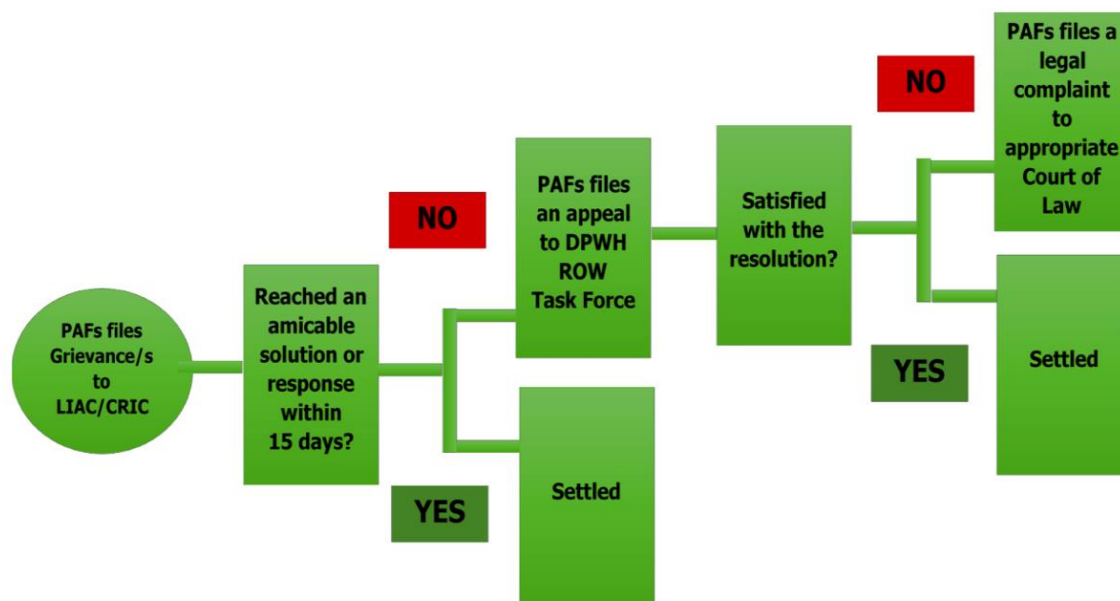 PAFs files
Grievance/s
to
LIAC/CRIC
Reached an
amicable
solution or
response
within
15 days?
NO
YES
PAFs files
an appeal
to DPWH
ROW
Task Force
Settled
Satisfied
with the
resolution?
NO
YES
PAFs files a
legal
complaint
to
appropriate
Court of
Law
Settled